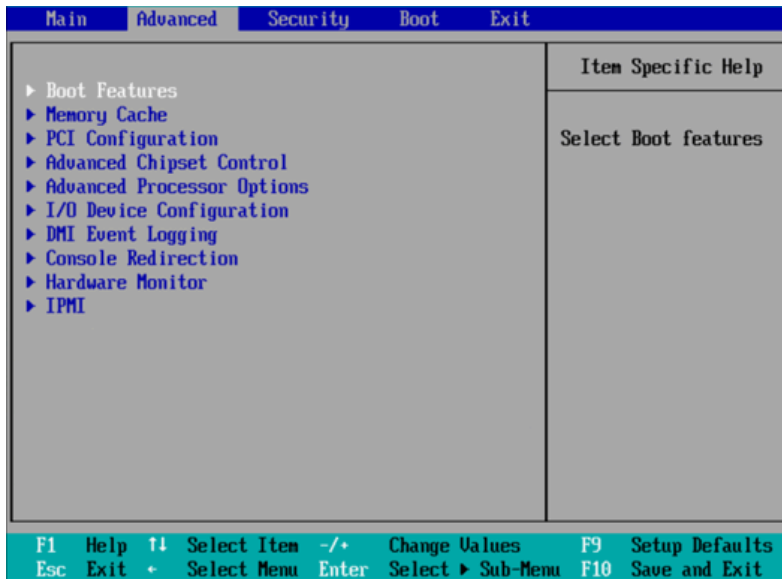 Main Advanced Security Boot Exit
Item Specific Help
▶ Boot Features
▶ Memory Cache
▶ PCI Configuration
▶ Advanced Chipset Control
▶ Advanced Processor Options
▶ I/O Device Configuration
▶ DMI Event Logging
▶ Console Redirection
▶ Hardware Monitor
▶ IPMI
Select Boot features
F1 Help ↑↓ Select Item -/+ Change Values F9 Setup Defaults
Esc Exit ← Select Menu Enter Select ▶ Sub-Menu F10 Save and Exit